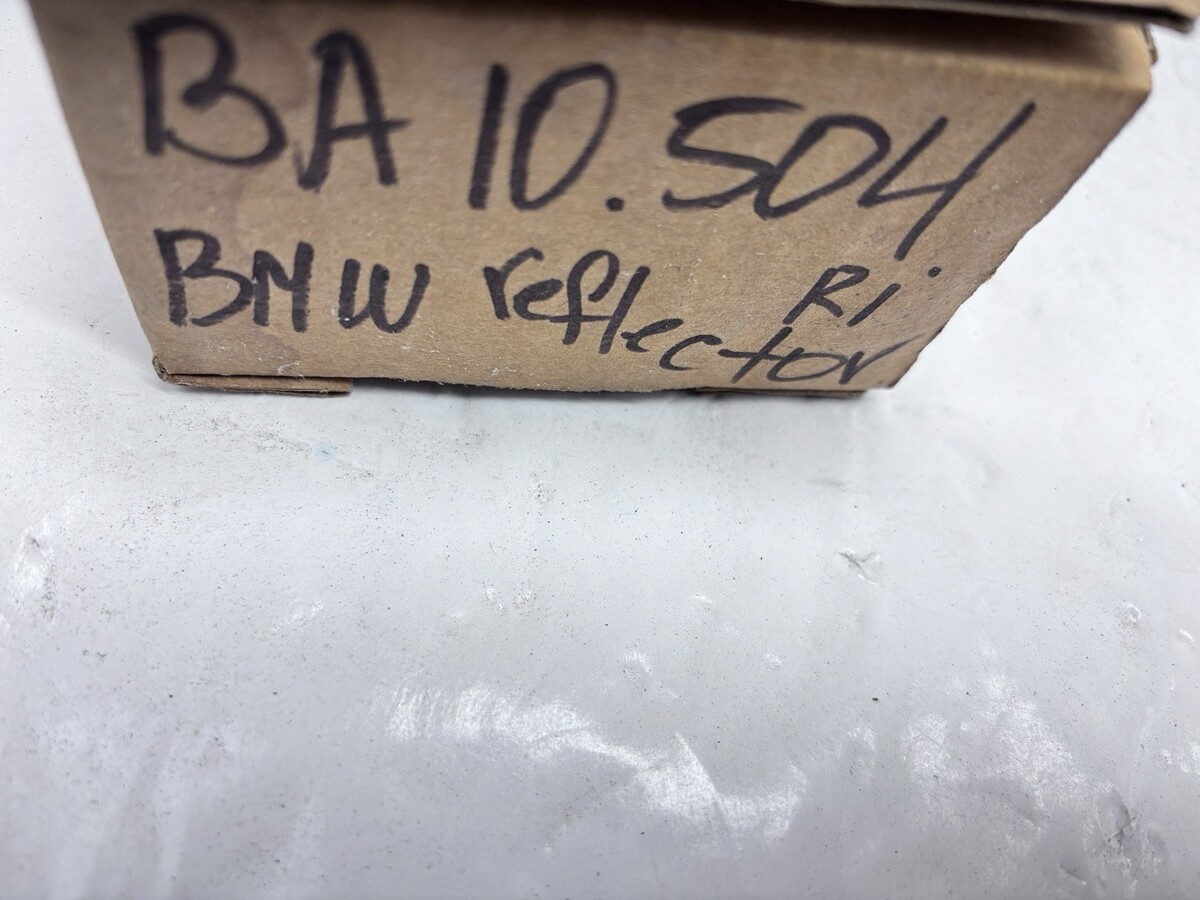 BA 10.504
BMW reflector Ri